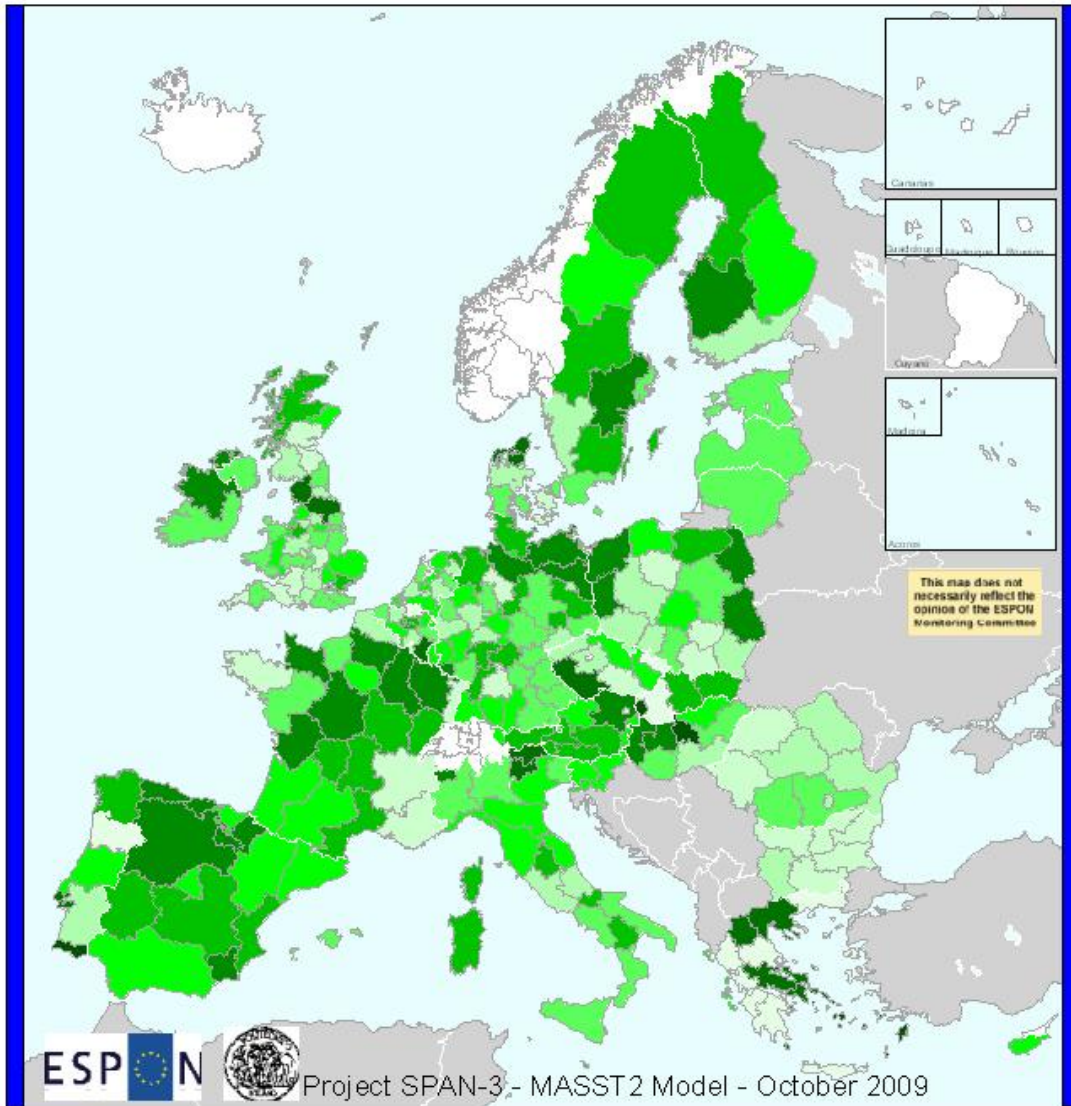 Canarias
Guadeloupe Martinique Réunion
Guyane
Madeira
Acores
This map does not
necessarily reflect the
opinion of the ESPON
Monitoring Committee
ESPON
Project SPAN-3 - MASST2 Model - October 2009